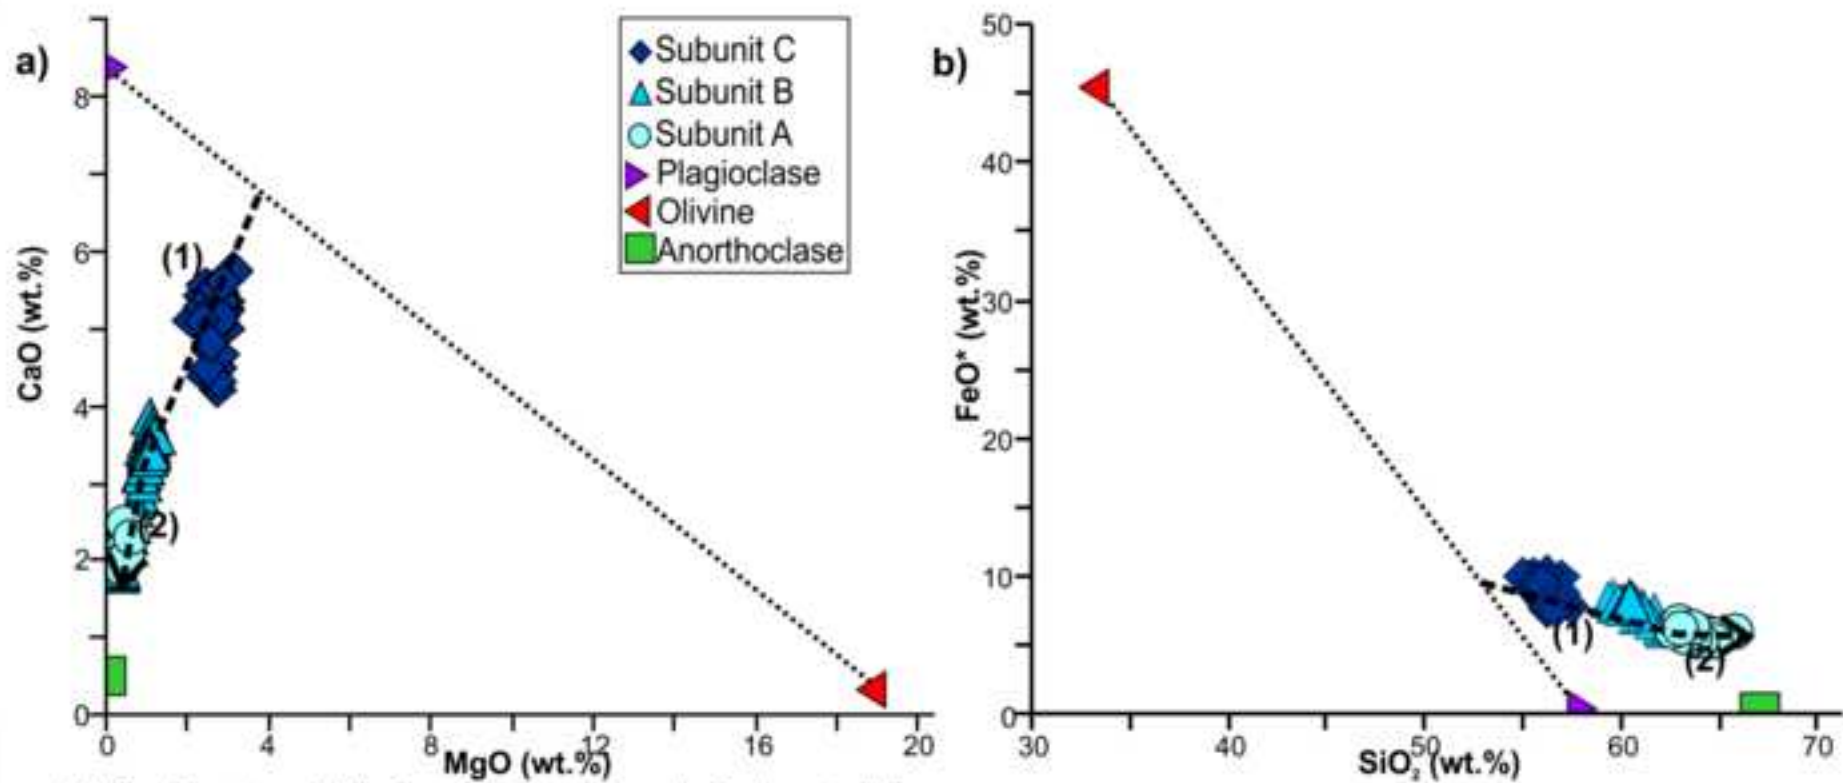 a)
CaO (wt.%)
8
6
4
2
0
(1)
(2)
0
4
8
12
16
20
MgO (wt.%)
Subunit C
Subunit B
Subunit A
Plagioclase
Olivine
Anorthoclase
b)
FeO* (wt.%)
50
40
30
20
10
0
(1)
(2)
30
40
50
60
70
SiO₂ (wt.%)